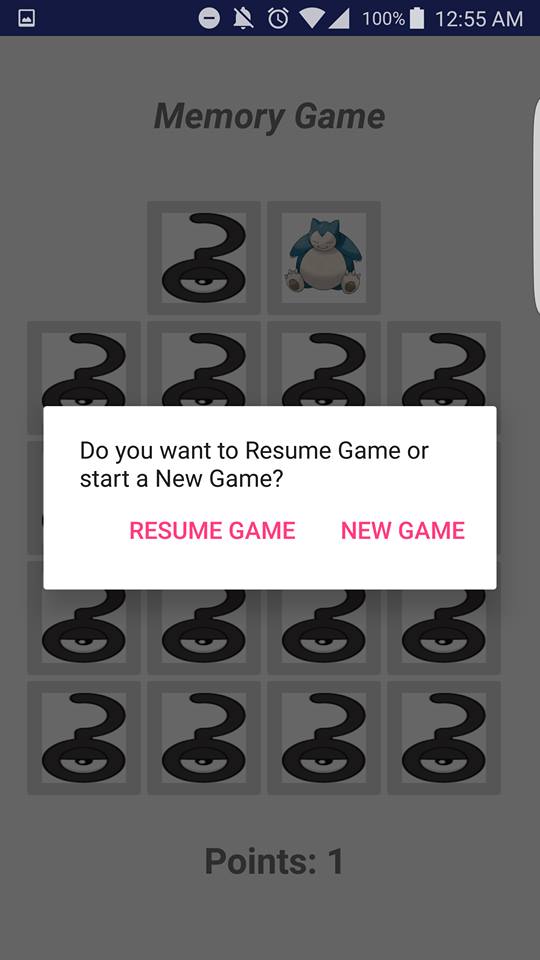 100% 12:55 AM
Memory Game
Do you want to Resume Game or
start a New Game?
RESUME GAME NEW GAME
Points: 1